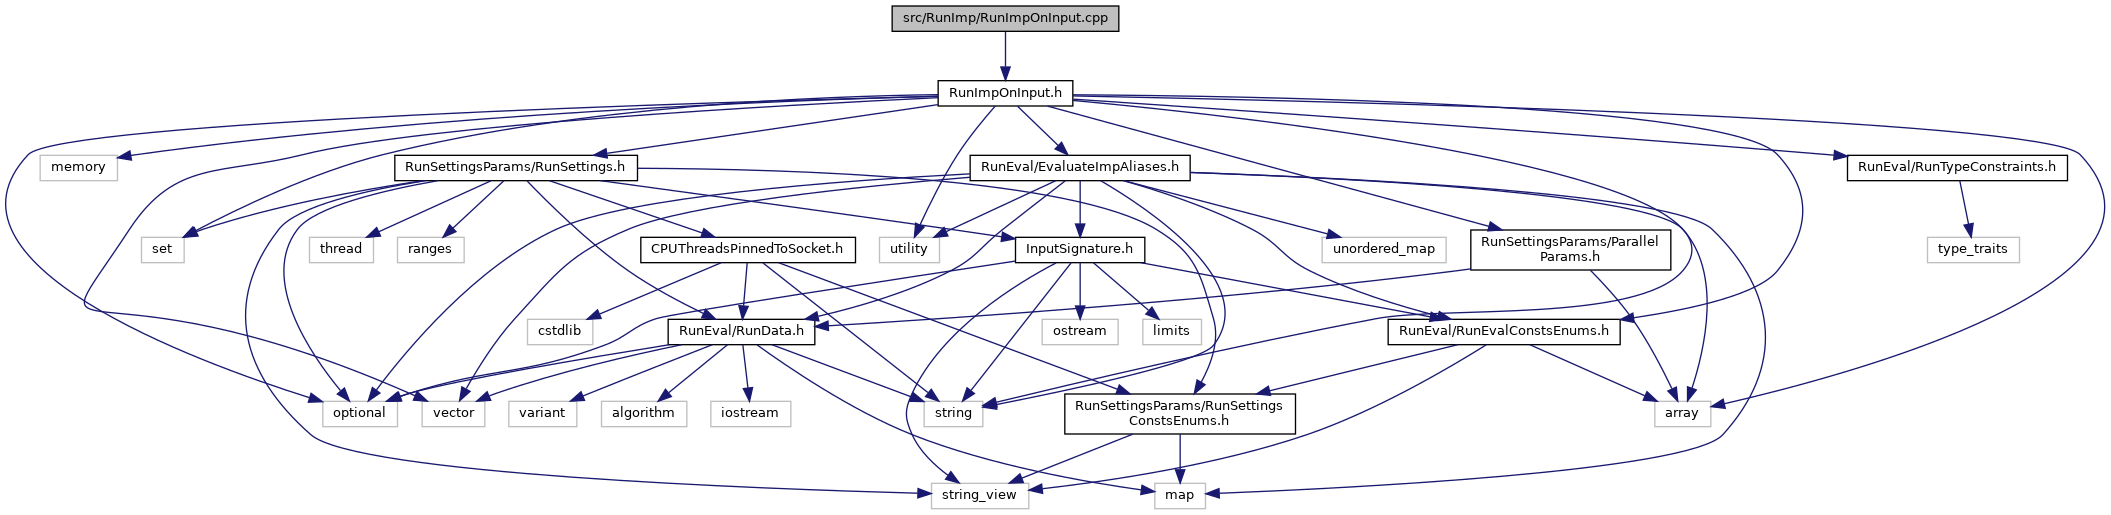 src/RunImp/RunImpOnInput.cpp
RunImpOnInput.h
memory
RunSettingsParams/RunSettings.h
RunEval/EvaluateImpAliases.h
RunEval/RunTypeConstraints.h
set
thread
ranges
CPUThreadsPinnedToSocket.h
utility
InputSignature.h
unordered_map
RunSettingsParams/Parallel
Params.h
type_traits
cstdlib
RunEval/RunData.h
ostream
limits
RunEval/RunEvalConstsEnums.h
optional
vector
variant
algorithm
iostream
string
RunSettingsParams/RunSettings
ConstsEnums.h
array
string_view
map